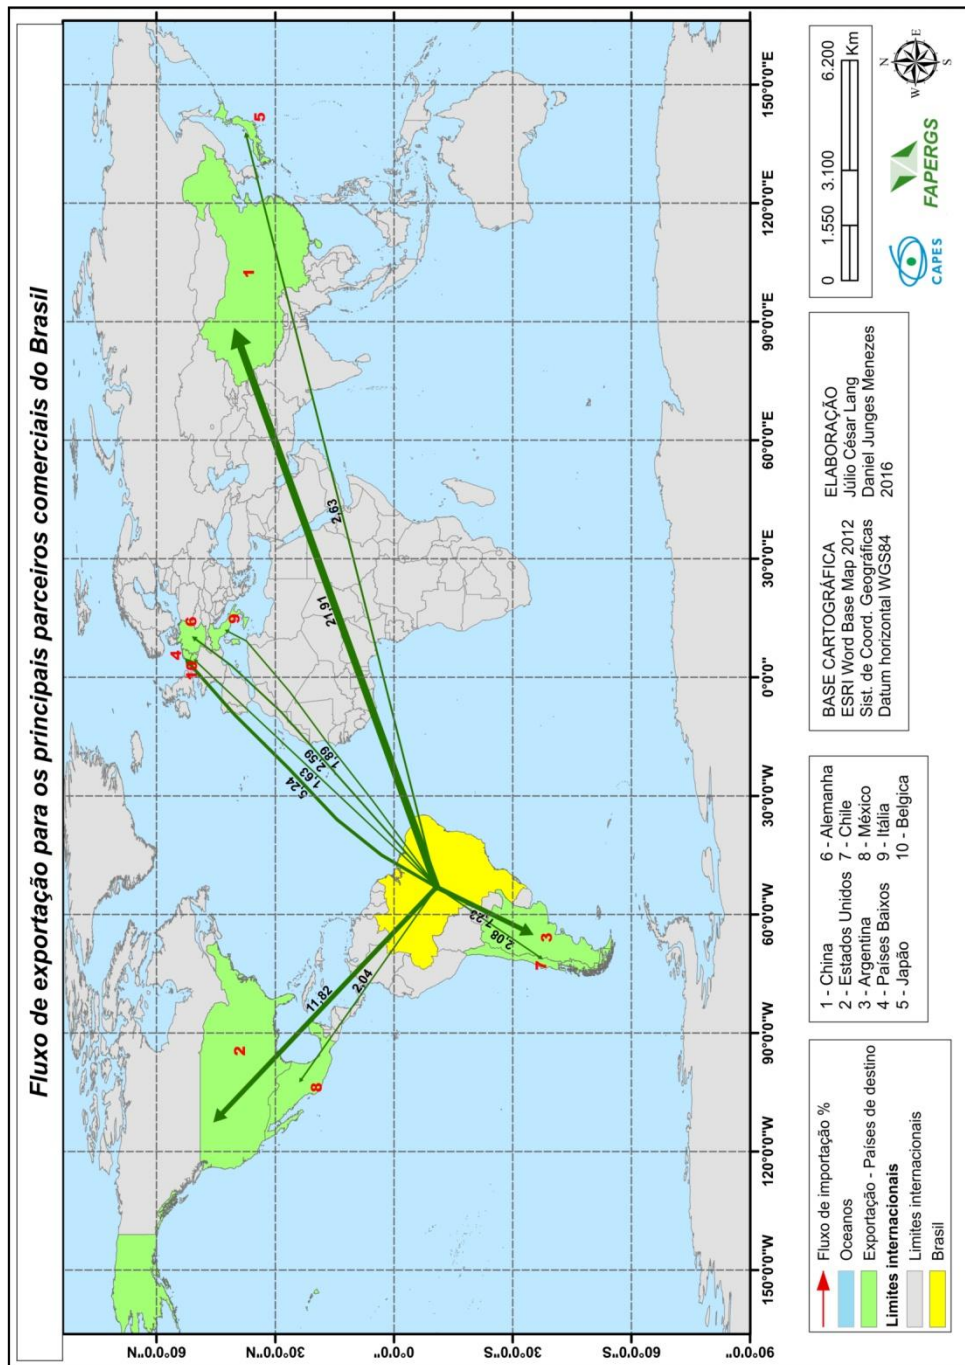 Fluxo de exportação para os principais parceiros comerciais do Brasil
60°0'0"N
30°0'0"N
0°0'0"
30°0'0"S
60°0'0"S
90°0'0"S
150°0'0"W
120°0'0"W
90°0'0"W
60°0'0"W
30°0'0"W
0°0'0"
30°0'0"E
60°0'0"E
90°0'0"E
120°0'0"E
150°0'0"E
1
2
3
4
5
6
7
8
9
10
11,82
2,04
7,23
2,08
5,24
1,63
2,59
1,89
21,91
2,63
Fluxo de importação %
Oceanos
Exportação - Países de destino
Limites internacionais
Limites internacionais
Brasil
1 - China
2 - Estados Unidos
3 - Argentina
4 - Países Baixos
5 - Japão
6 - Alemanha
7 - Chile
8 - México
9 - Itália
10 - Belgica
BASE CARTOGRÁFICA
ESRI Word Base Map 2012
Sist. de Coord. Geográficas
Datum horizontal WGS84
ELABORAÇÃO
Júlio César Lang
Daniel Junges Menezes
2016
0 1.550 3.100 6.200
Km
CAPES
FAPERGS
N
E
S
W